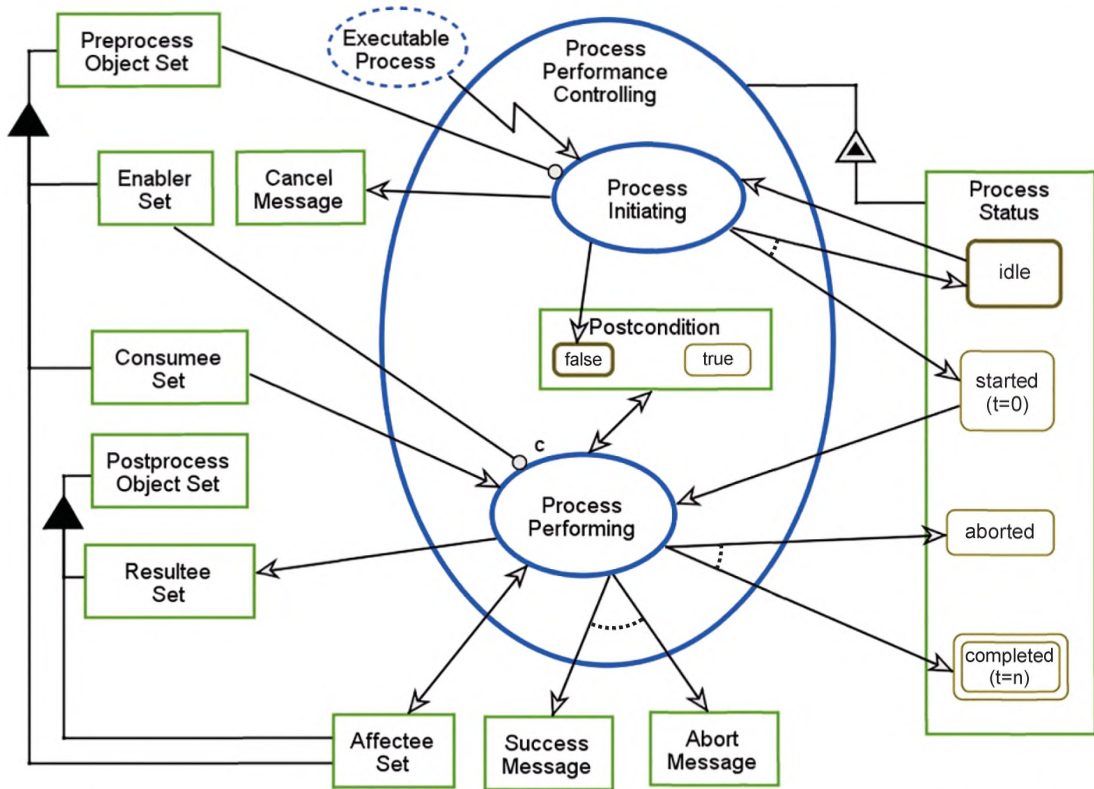 Preprocess
Object Set
Executable
Process
Process
Performance
Controlling
Enabler
Set
Cancel
Message
Process
Initiating
Process
Status
idle
Postcondition
false
true
Consumee
Set
started
(t=0)
c
Postprocess
Object Set
Process
Performing
aborted
Resultee
Set
completed
(t=n)
Affectee
Set
Success
Message
Abort
Message